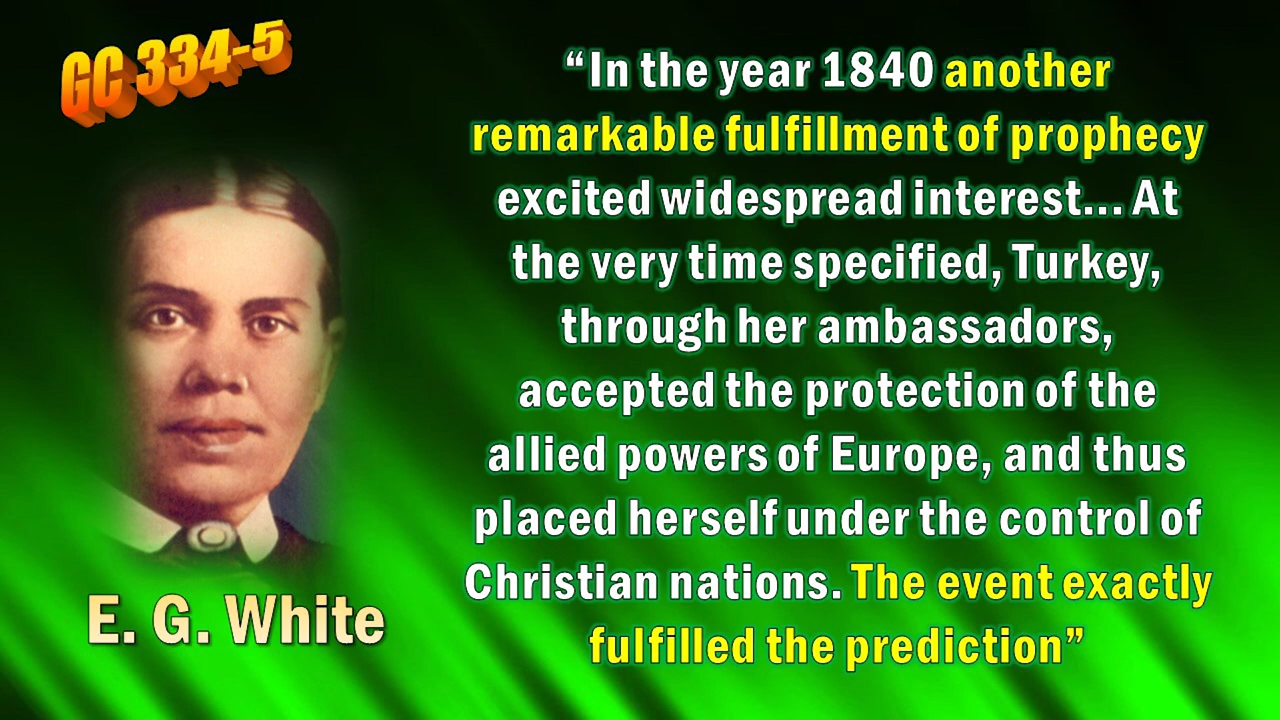 GC 334-5
“In the year 1840 another
remarkable fulfillment of prophecy
excited widespread interest... At
the very time specified, Turkey,
through her ambassadors,
accepted the protection of the
allied powers of Europe, and thus
placed herself under the control of
Christian nations. The event exactly
fulfilled the prediction”
E. G. White